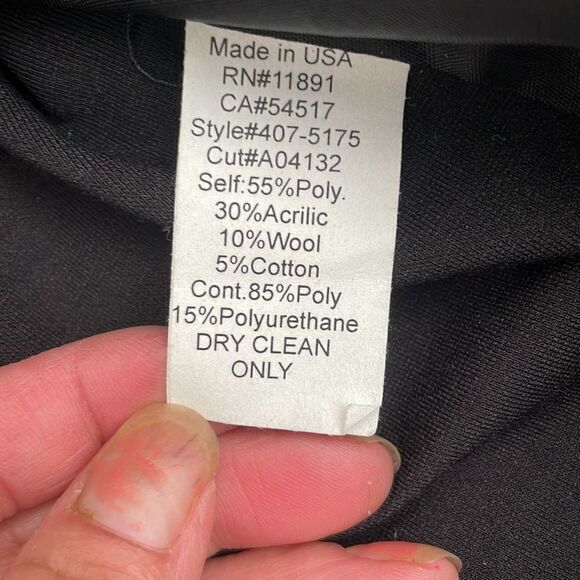 Made in USA
RN#11891
CA#54517
Style#407-5175
Cut#A04132
Self:55%Poly.
30%Acrilic
10%Wool
5%Cotton
Cont.85%Poly
15%Polyurethane
DRY CLEAN
ONLY